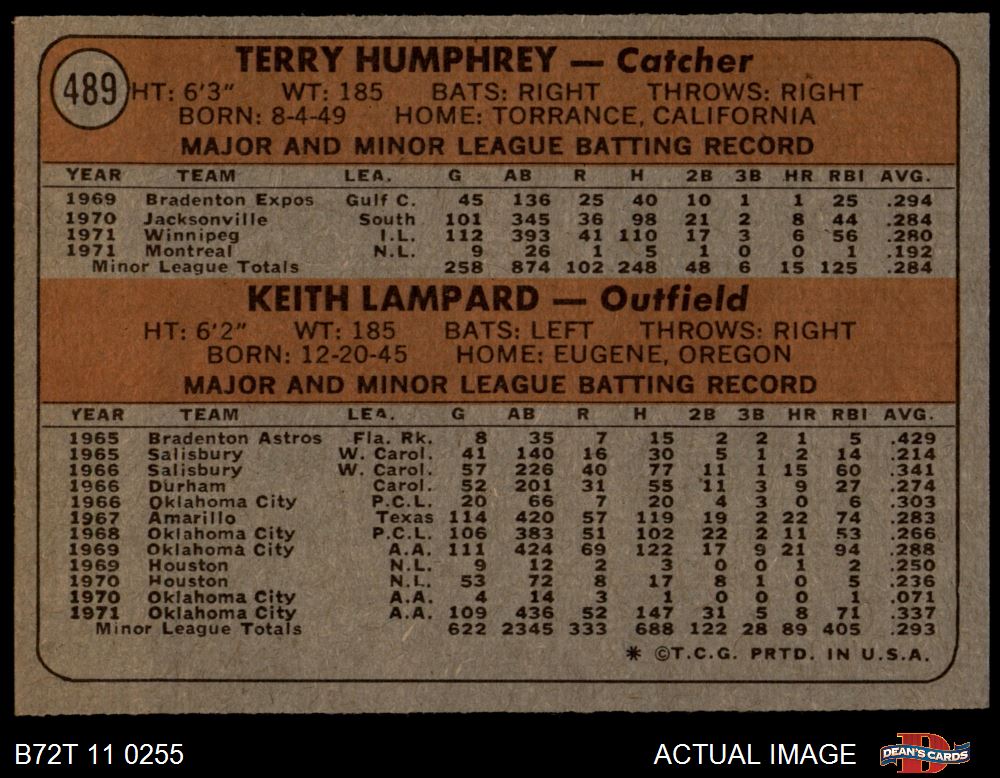 489
TERRY HUMPHREY — Catcher
HT: 6'3" WT: 185 BATS: RIGHT THROWS: RIGHT
BORN: 8-4-49 HOME: TORRANCE, CALIFORNIA
MAJOR AND MINOR LEAGUE BATTING RECORD
YEAR TEAM LEA. G AB R H 2B 3B HR RBI AVG.
1969 Bradenton Expos Gulf C. 45 136 25 40 10 1 1 25 .294
1970 Jacksonville South 101 345 36 98 21 2 8 44 .284
1971 Winnipeg I.L. 112 393 41 110 17 3 6 56 .280
1971 Montreal N.L. 9 26 1 5 1 0 0 1 .192
Minor League Totals 258 874 102 248 48 6 15 125 .284
KEITH LAMPARD — Outfield
HT: 6'2" WT: 185 BATS: LEFT THROWS: RIGHT
BORN: 12-20-45 HOME: EUGENE, OREGON
MAJOR AND MINOR LEAGUE BATTING RECORD
YEAR TEAM LEA. G AB R H 2B 3B HR RBI AVG.
1965 Bradenton Astros Fla. Rk. 8 35 7 15 2 2 1 5 .429
1965 Salisbury W. Carol. 41 140 16 30 5 1 2 14 .214
1966 Salisbury W. Carol. 57 226 40 77 11 1 15 60 .341
1966 Durham Carol. 52 201 31 55 11 3 9 27 .274
1966 Oklahoma City P.C.L. 20 66 7 20 4 3 0 6 .303
1967 Amarillo Texas 114 420 57 119 19 2 22 74 .283
1968 Oklahoma City P.C.L. 106 383 51 102 22 2 11 53 .266
1969 Oklahoma City A.A. 111 424 69 122 17 9 21 94 .288
1969 Houston N.L. 9 12 2 3 0 0 1 2 .250
1970 Houston N.L. 53 72 8 17 8 1 0 5 .236
1970 Oklahoma City A.A. 4 14 3 1 0 0 0 1 .071
1971 Oklahoma City A.A. 109 436 52 147 31 5 8 71 .337
Minor League Totals 622 2345 333 688 122 28 89 405 .293
* ©T.C.G. PRTD. IN U.S.A.
B72T 11 0255 ACTUAL IMAGE DEAN'S CARDS